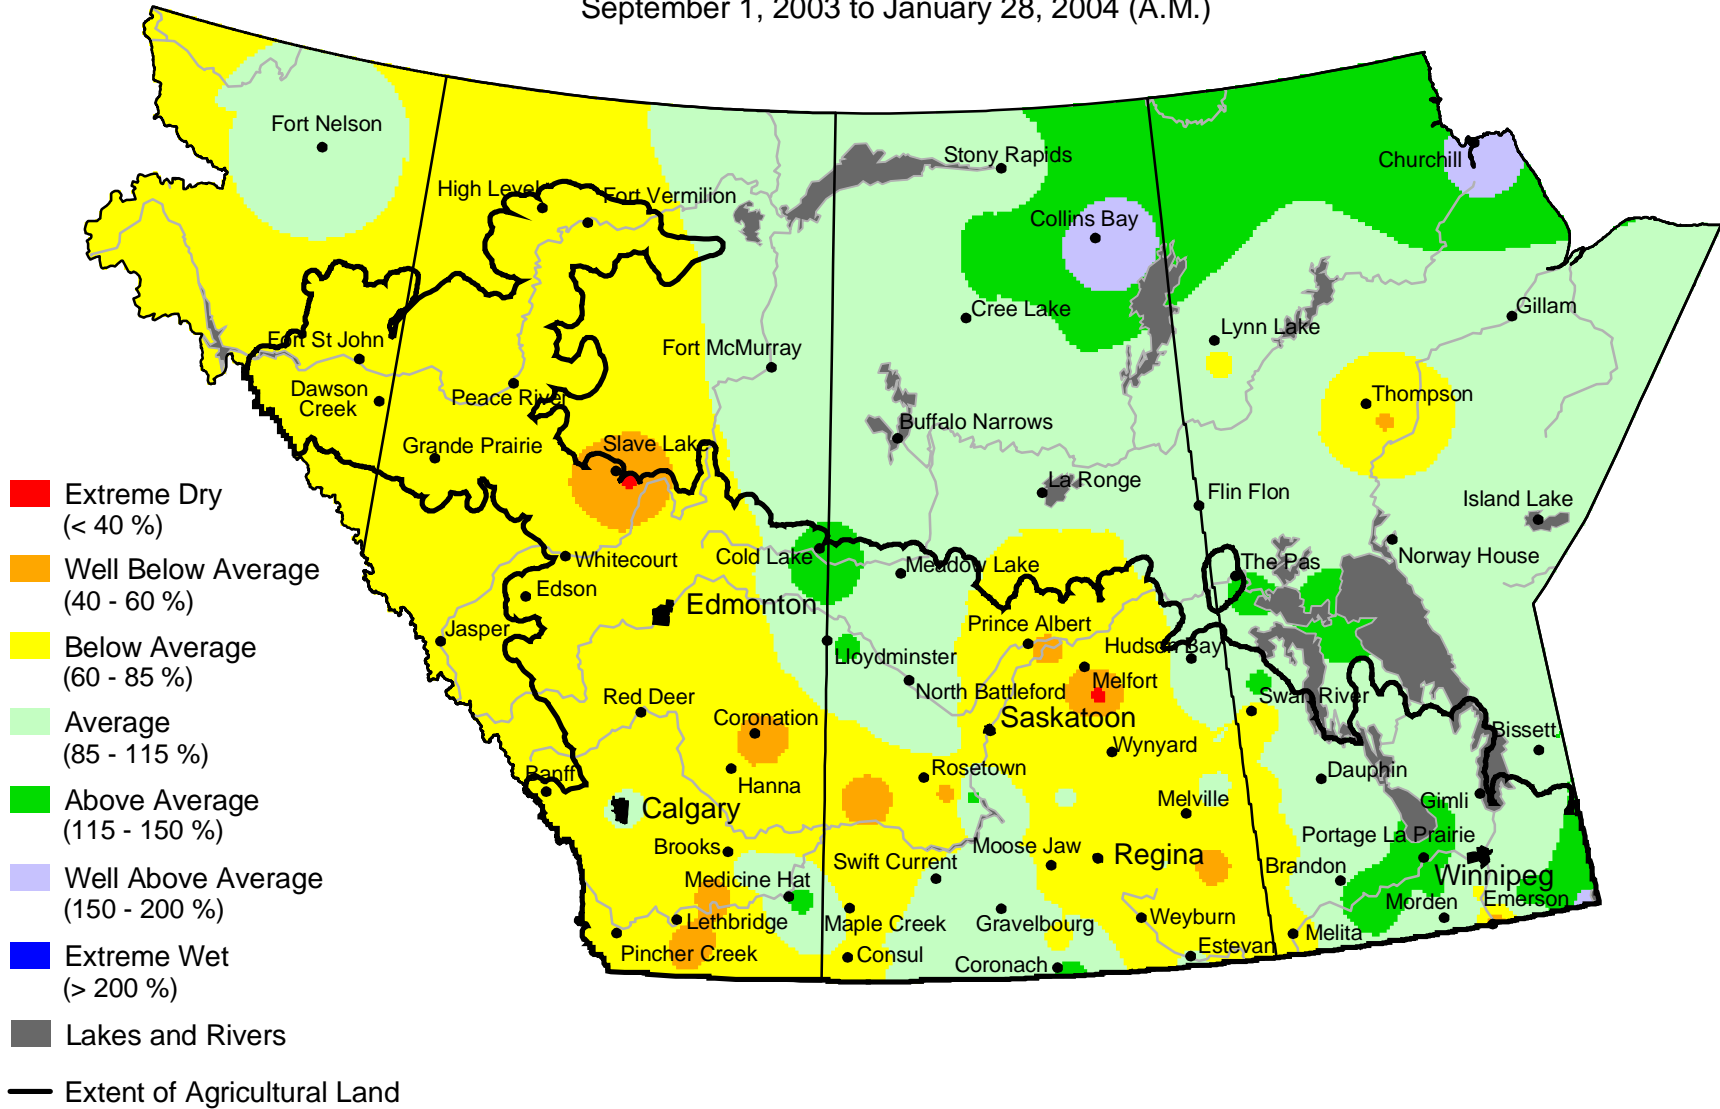 September 1, 2003 to January 28, 2004 (A.M.)
Fort Nelson
Stony Rapids
Churchill
High Level
Fort Vermilion
Collins Bay
Cree Lake
Gillam
Lynn Lake
Fort St John
Fort McMurray
Dawson
Creek
Peace River
Thompson
Buffalo Narrows
Grande Prairie
Slave Lake
La Ronge
Flin Flon
Island Lake
Whitecourt
Cold Lake
Meadow Lake
The Pas
Norway House
Edson
Edmonton
Jasper
Prince Albert
Hudson Bay
Lloydminster
Melfort
North Battleford
Swan River
Red Deer
Coronation
Saskatoon
Wynyard
Bissett
Banff
Hanna
Rosetown
Dauphin
Calgary
Melville
Gimli
Portage La Prairie
Brooks
Swift Current
Moose Jaw
Regina
Brandon
Winnipeg
Medicine Hat
Lethbridge
Maple Creek
Gravelbourg
Weyburn
Morden
Emerson
Pincher Creek
Consul
Coronach
Estevan
Melita
Extreme Dry
(< 40 %)
Well Below Average
(40 - 60 %)
Below Average
(60 - 85 %)
Average
(85 - 115 %)
Above Average
(115 - 150 %)
Well Above Average
(150 - 200 %)
Extreme Wet
(> 200 %)
Lakes and Rivers
Extent of Agricultural Land